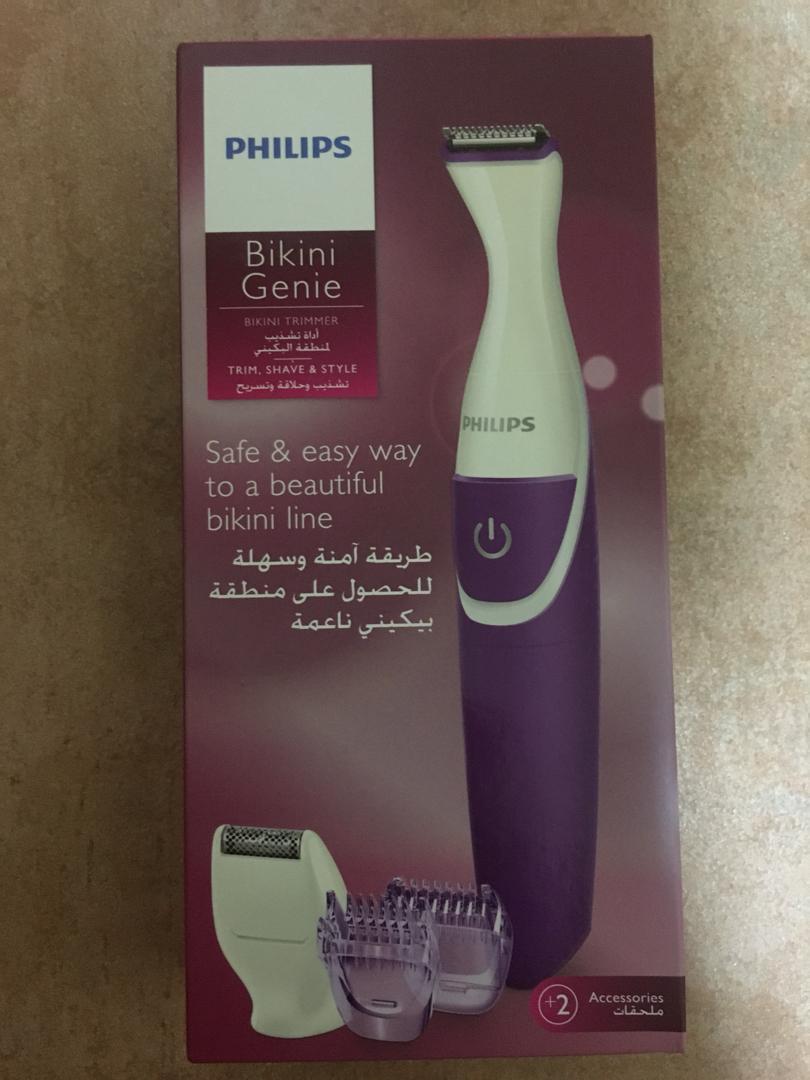 PHILIPS
Bikini
Genie
BIKINI TRIMMER
أداة تشذيب
لمنطقة البكيني
TRIM, SHAVE & STYLE
تشذيب وحلاقة وتسريح
Safe & easy way
to a beautiful
bikini line
طريقة آمنة وسهلة
للحصول على منطقة
بيكيني ناعمة
PHILIPS
+2
Accessories
ملحقات